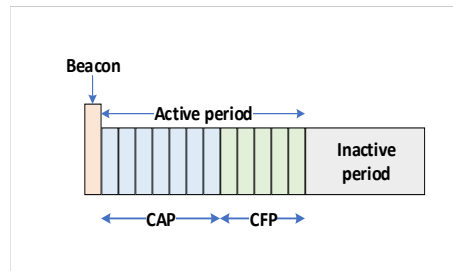 Beacon
Active period
Inactive
period
CAP
CFP